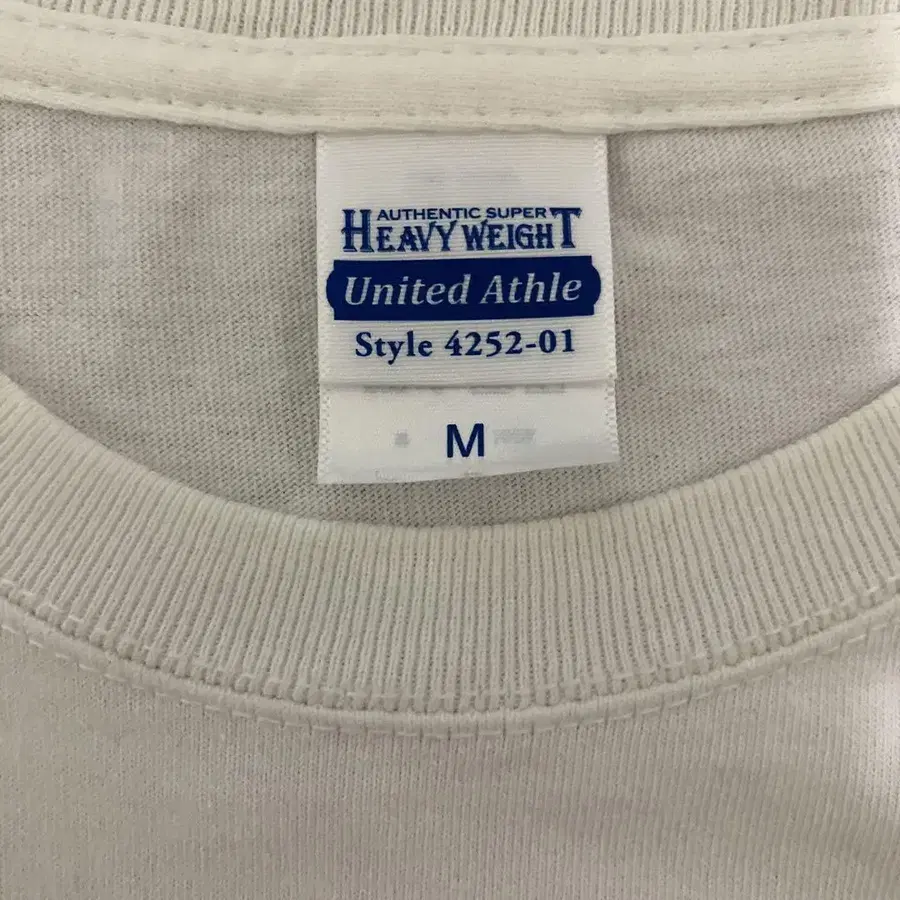 AUTHENTIC SUPER
HEAVY WEIGHT
United Athle
Style 4252-01
M